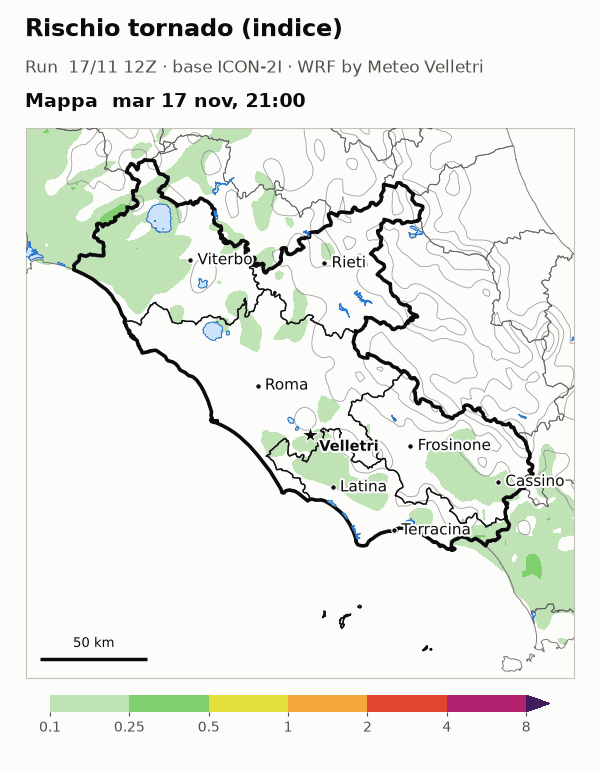 Rischio tornado (indice)
Run  17/11 12Z · base ICON-2I · WRF by Meteo Velletri
Mappa  mar 17 nov, 21:00
Viterbo
Rieti
Roma
Velletri
Frosinone
Cassino
Latina
Terracina
50 km
0.1 0.25 0.5 1 2 4 8